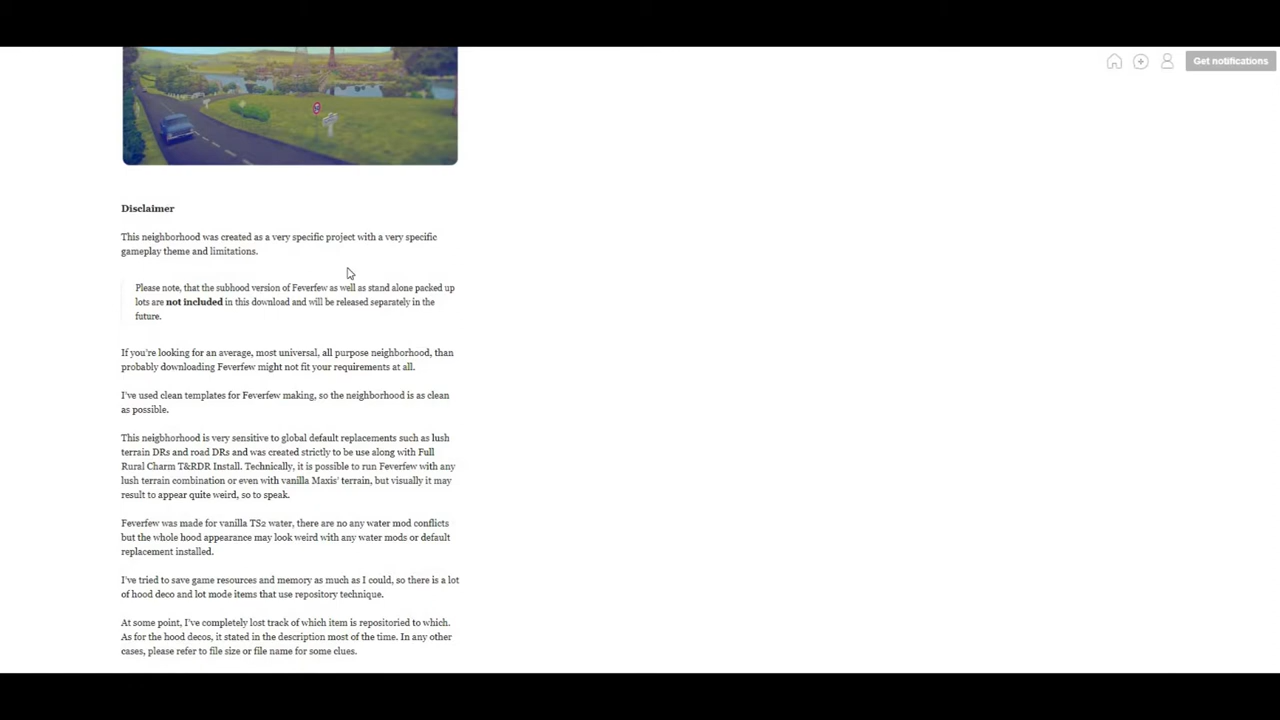 Get notifications
Disclaimer
This neighborhood was created as a very specific project with a very specific
gameplay theme and limitations.
Please note, that the subhood version of Feverfew as well as stand alone packed up
lots are not included in this download and will be released separately in the
future.
If you're looking for an average, most universal, all purpose neighborhood, than
probably downloading Feverfew might not fit your requirements at all.
I've used clean templates for Feverfew making, so the neighborhood is as clean
as possible.
This neigbhorhood is very sensitive to global default replacements such as lush
terrain DRs and road DRs and was created strictly to be use along with Full
Rural Charm T&RDR Install. Technically, it is possible to run Feverfew with any
lush terrain combination or even with vanilla Maxis' terrain, but visually it may
result to appear quite weird, so to speak.
Feverfew was made for vanilla TS2 water, there are no any water mod conflicts
but the whole hood appearance may look weird with any water mods or default
replacement installed.
I've tried to save game resources and memory as much as I could, so there is a lot
of hood deco and lot mode items that use repository technique.
At some point, I've completely lost track of which item is repositoried to which.
As for the hood decos, it stated in the description most of the time. In any other
cases, please refer to file size or file name for some clues.